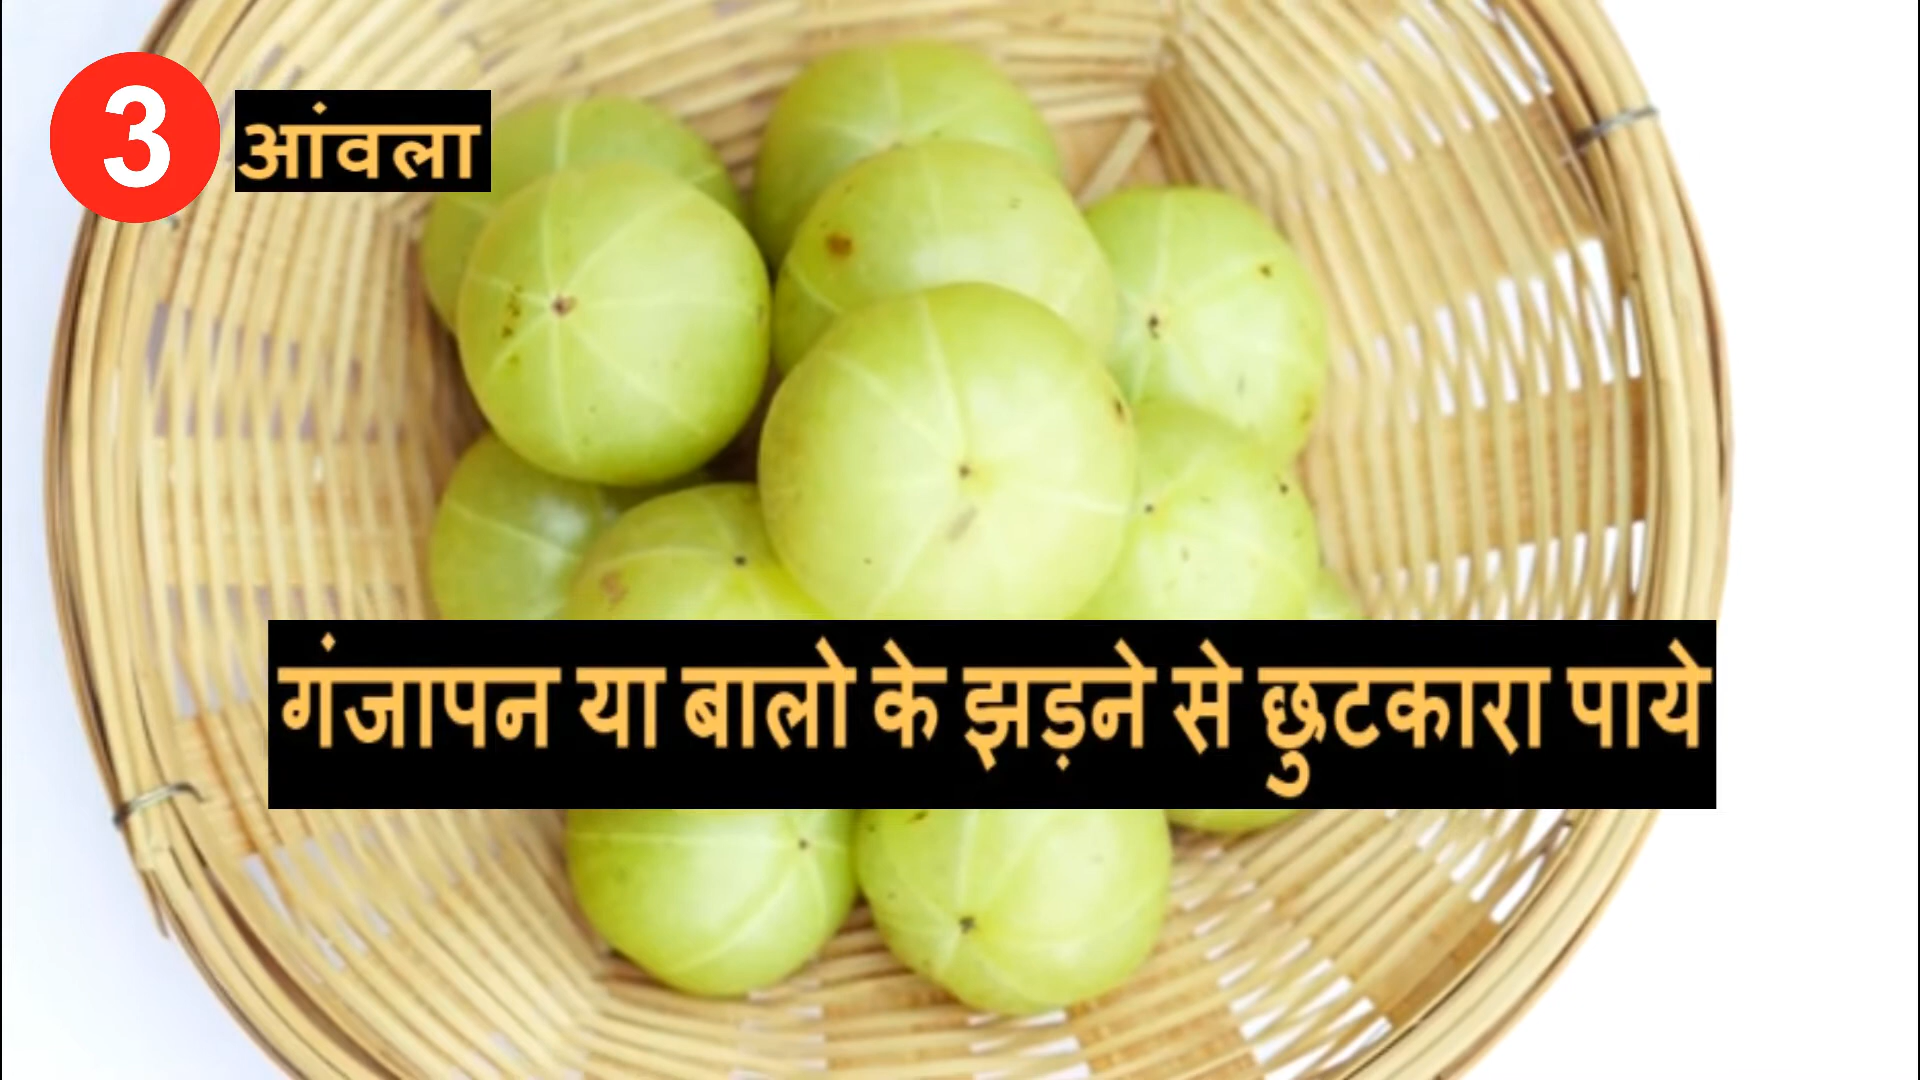 3 आंवला
गंजापन या बालो के झड़ने से छुटकारा पाये